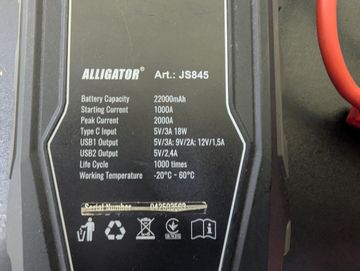 ALLIGATOR® Art.: JS845
Battery Capacity 22000mAh
Starting Current 1000A
Peak Current 2000A
Type C Input 5V/3A 18W
USB1 Output 5V/3A; 9V/2A; 12V/1,5A
USB2 Output 5V/2,4A
Life Cycle 1000 times
Working Temperature -20°C ~ 60°C
Serial Number